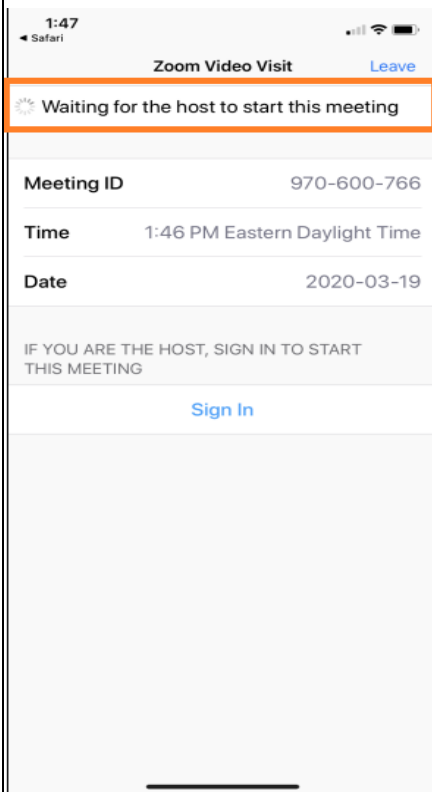 1:47
◀ Safari
Zoom Video Visit Leave
Waiting for the host to start this meeting
Meeting ID 970-600-766
Time 1:46 PM Eastern Daylight Time
Date 2020-03-19
IF YOU ARE THE HOST, SIGN IN TO START
THIS MEETING
Sign In